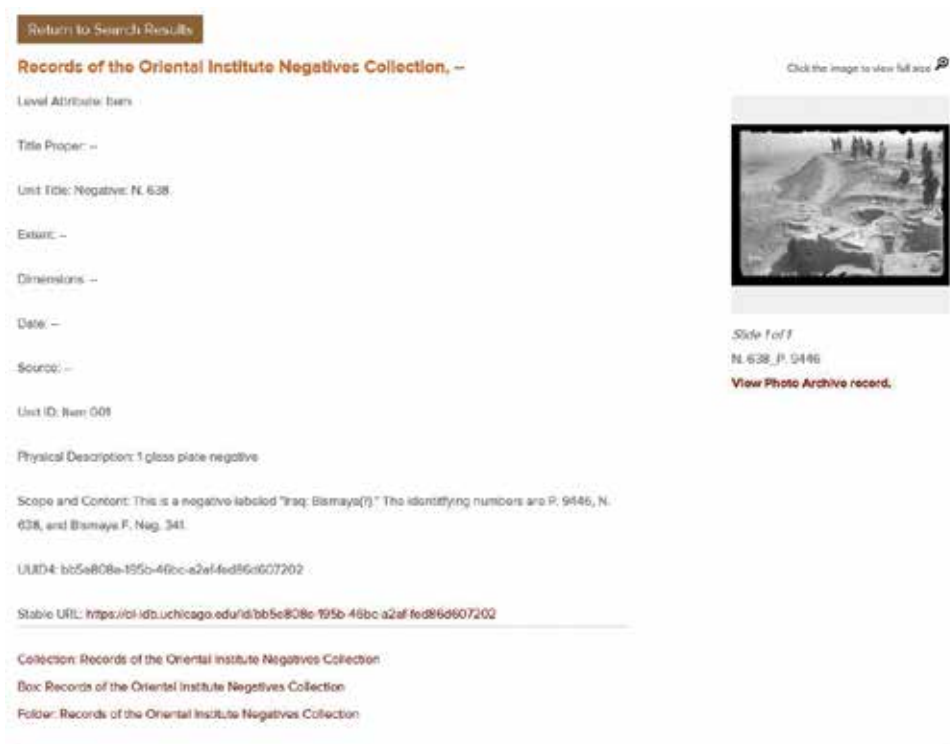 Return to Search Results
Records of the Oriental Institute Negatives Collection, --
Click the image to view full size
Level Attribute: Item
Title Proper: --
Unit Title: Negative: N. 638
Extent: --
Dimensions: --
Date: --
Source: --
Unit ID: Item 001
Physical Description: 1 glass plate negative
Scope and Content: This is a negative labeled "Iraq: Bismaya(?)." The identifying numbers are P. 9446, N.
638, and Bismaya F. Neg. 341.
UUID4: bb5e808e-195b-46bc-a2af-fed86d607202
Stable URL: https://oi-idb.uchicago.edu/id/bb5e808e-195b-46bc-a2af-fed86d607202
Collection: Records of the Oriental Institute Negatives Collection
Box: Records of the Oriental Institute Negatives Collection
Folder: Records of the Oriental Institute Negatives Collection
Slide 1 of 1
N. 638_P. 9446
View Photo Archive record.